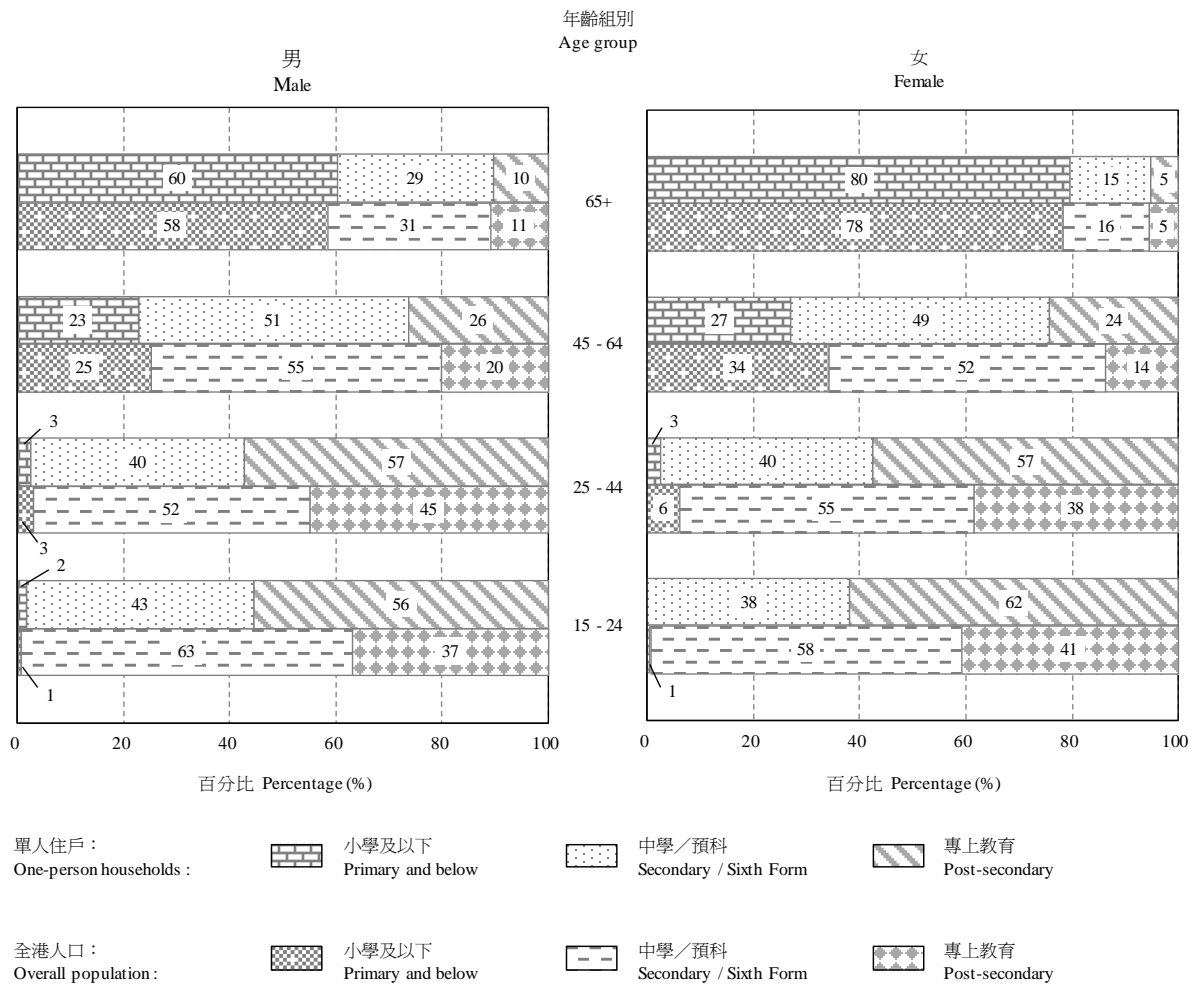 年齡組別
Age group
男
Male
女
Female
60 29 10
58 31 11
65+
80 15 5
78 16 5
23 51 26
25 55 20
45 - 64
27 49 24
34 52 14
3
40 57
52 45
3
25 - 44
3
40 57
6 55 38
2
43 56
63 37
1
15 - 24
38 62
58 41
1
0 20 40 60 80 100
0 20 40 60 80 100
百分比 Percentage (%)
百分比 Percentage (%)
單人住戶：
One-person households :
小學及以下
Primary and below
中學／預科
Secondary / Sixth Form
專上教育
Post-secondary
全港人口：
Overall population :
小學及以下
Primary and below
中學／預科
Secondary / Sixth Form
專上教育
Post-secondary